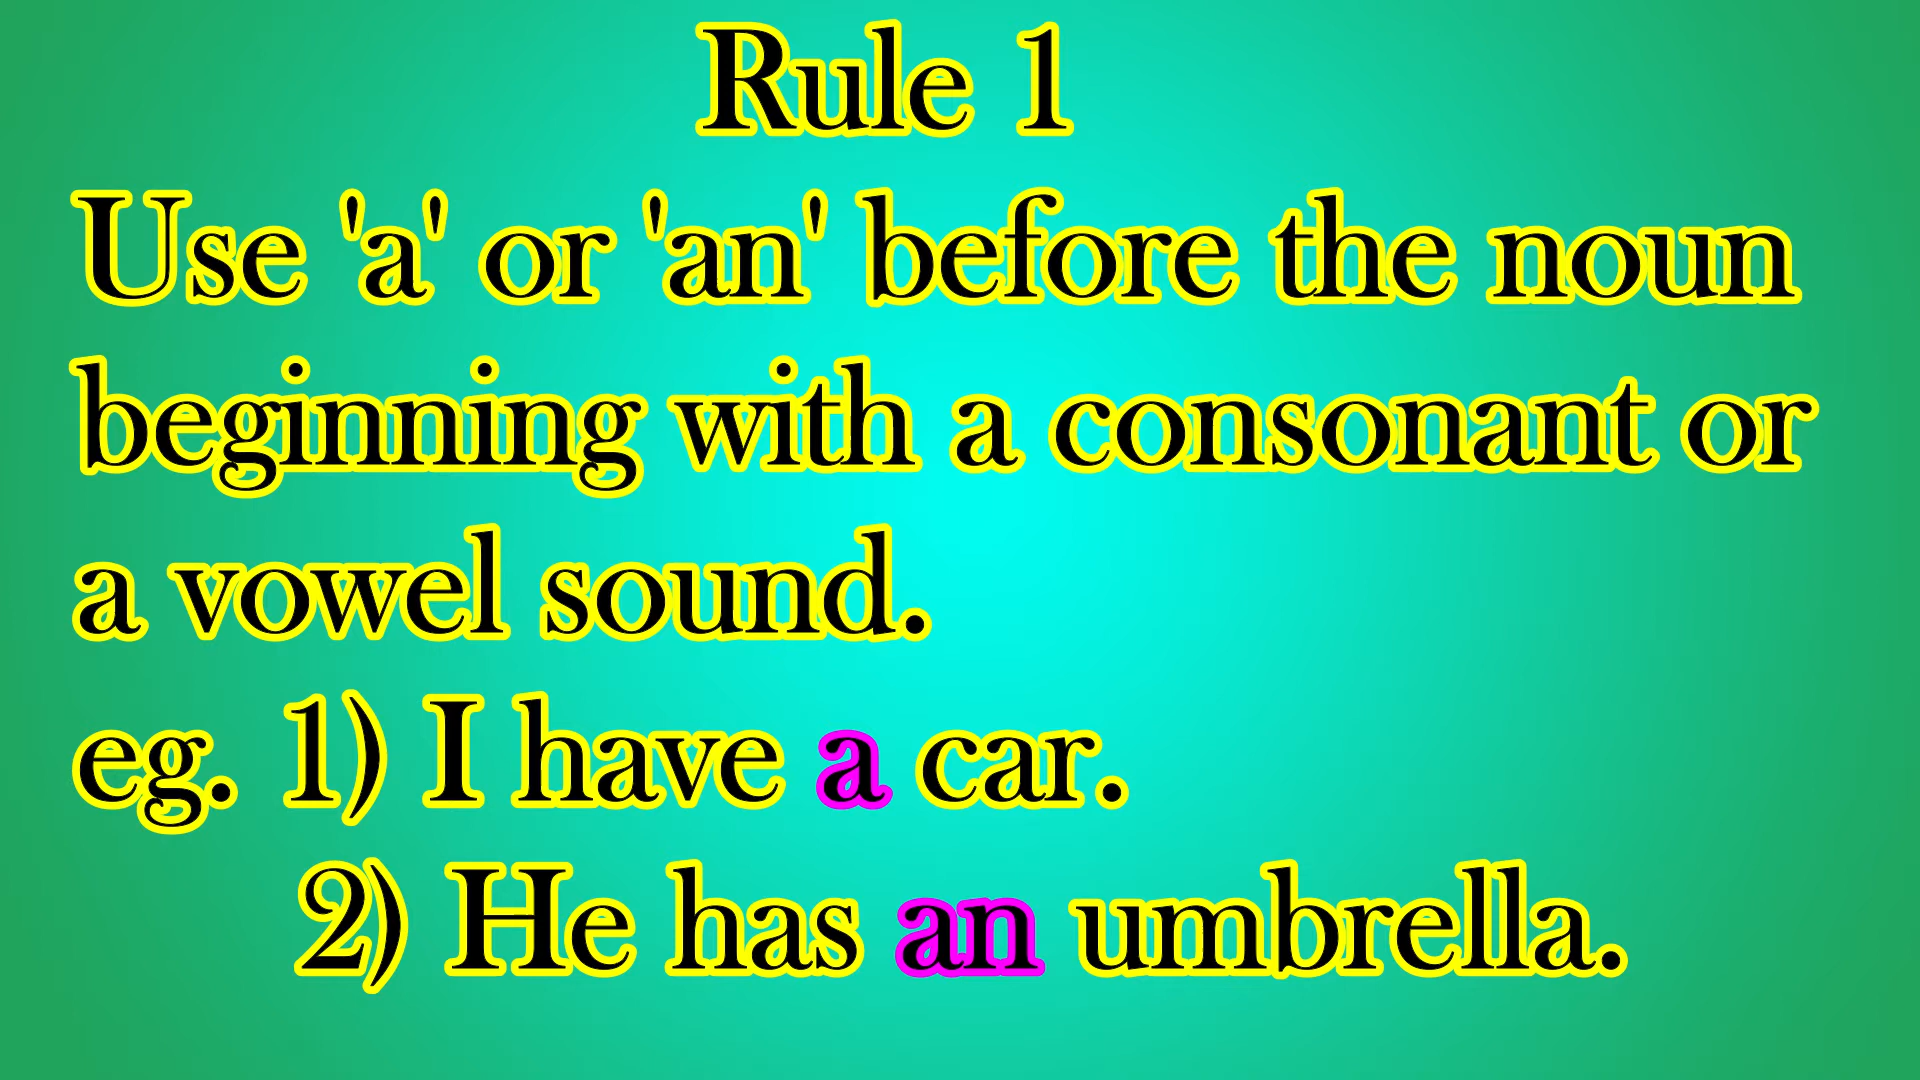 Rule 1
Use 'a' or 'an' before the noun
beginning with a consonant or
a vowel sound.
eg. 1) I have a car.
2) He has an umbrella.